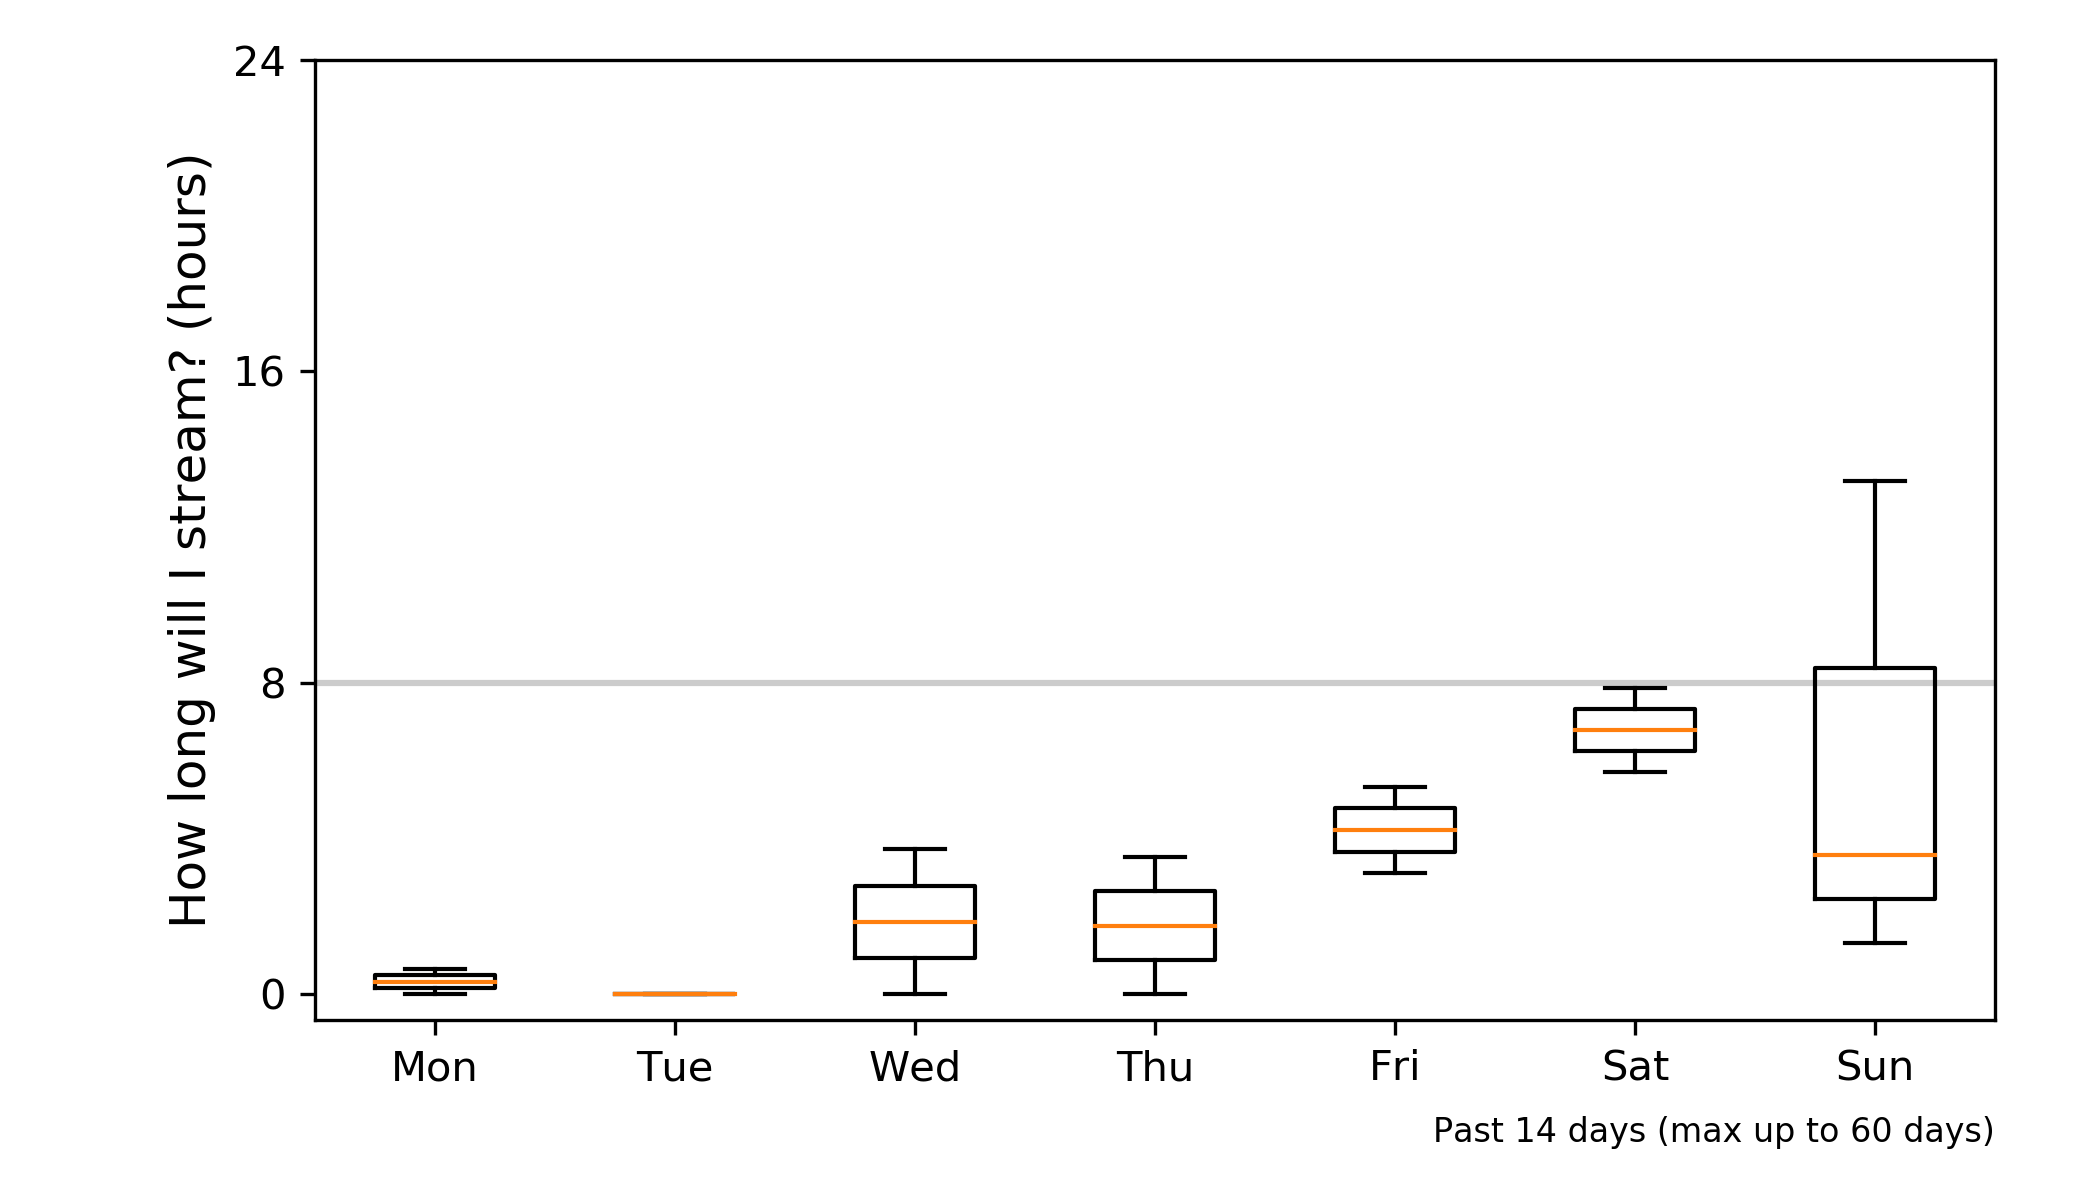 How long will I stream? (hours)
24
16
8
0
Mon Tue Wed Thu Fri Sat Sun
Past 14 days (max up to 60 days)